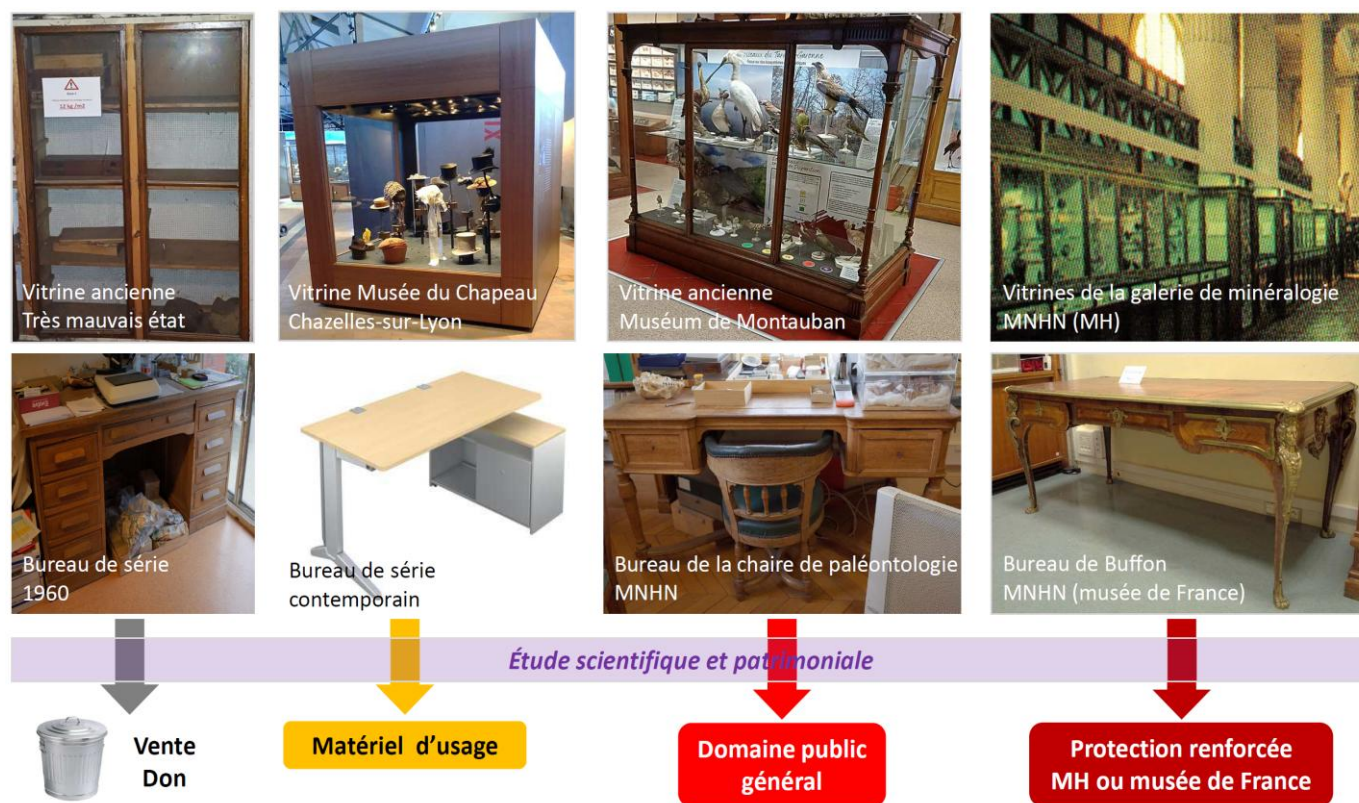 Vitrine ancienne
Très mauvais état
Vitrine Musée du Chapeau
Chazelles-sur-Lyon
Vitrine ancienne
Muséum de Montauban
Vitrines de la galerie de minéralogie
MNHN (MH)
Bureau de série
1960
Bureau de série
contemporain
Bureau de la chaire de paléontologie
MNHN
Bureau de Buffon
MNHN (musée de France)
Étude scientifique et patrimoniale
Vente
Don
Matériel d’usage
Domaine public
général
Protection renforcée
MH ou musée de France